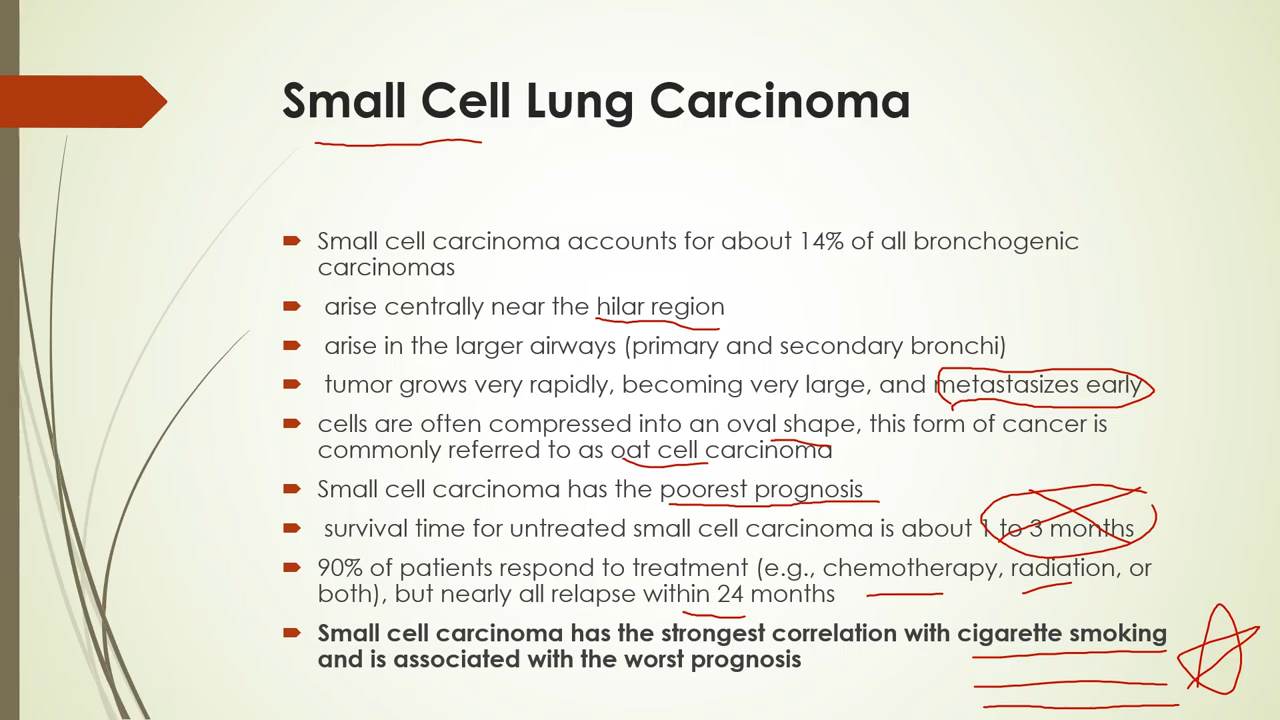 Small Cell Lung Carcinoma
Small cell carcinoma accounts for about 14% of all bronchogenic
carcinomas
arise centrally near the hilar region
arise in the larger airways (primary and secondary bronchi)
tumor grows very rapidly, becoming very large, and metastasizes early
cells are often compressed into an oval shape, this form of cancer is
commonly referred to as oat cell carcinoma
Small cell carcinoma has the poorest prognosis
survival time for untreated small cell carcinoma is about 1 to 3 months
90% of patients respond to treatment (e.g., chemotherapy, radiation, or
both), but nearly all relapse within 24 months
Small cell carcinoma has the strongest correlation with cigarette smoking
and is associated with the worst prognosis